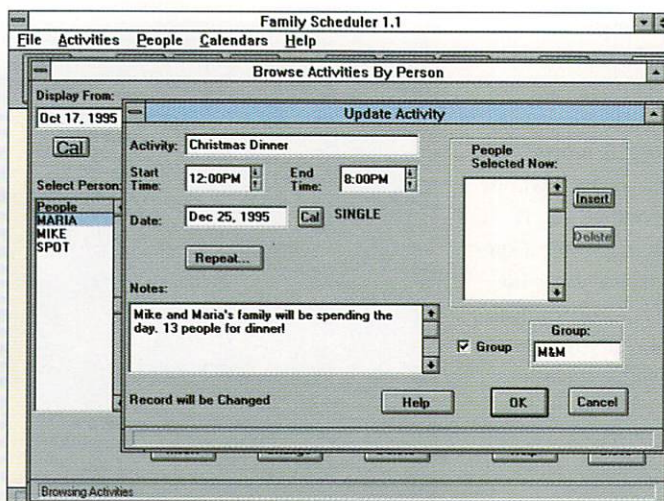 Family Scheduler 1.1
File Activities People Calendars Help
Browse Activities By Person
Display From:
Oct 17, 1995
Cal
Select Person:
People
MARIA
MIKE
SPOT
Update Activity
Activity: Christmas Dinner
Start Time: 12:00PM End Time: 8:00PM
Date: Dec 25, 1995 Cal SINGLE
Repeat...
People Selected Now:
Insert
Delete
Notes:
Mike and Maria's family will be spending the
day. 13 people for dinner!
Group
Group:
M&M
Record will be Changed
Help OK Cancel
Browsing Activities